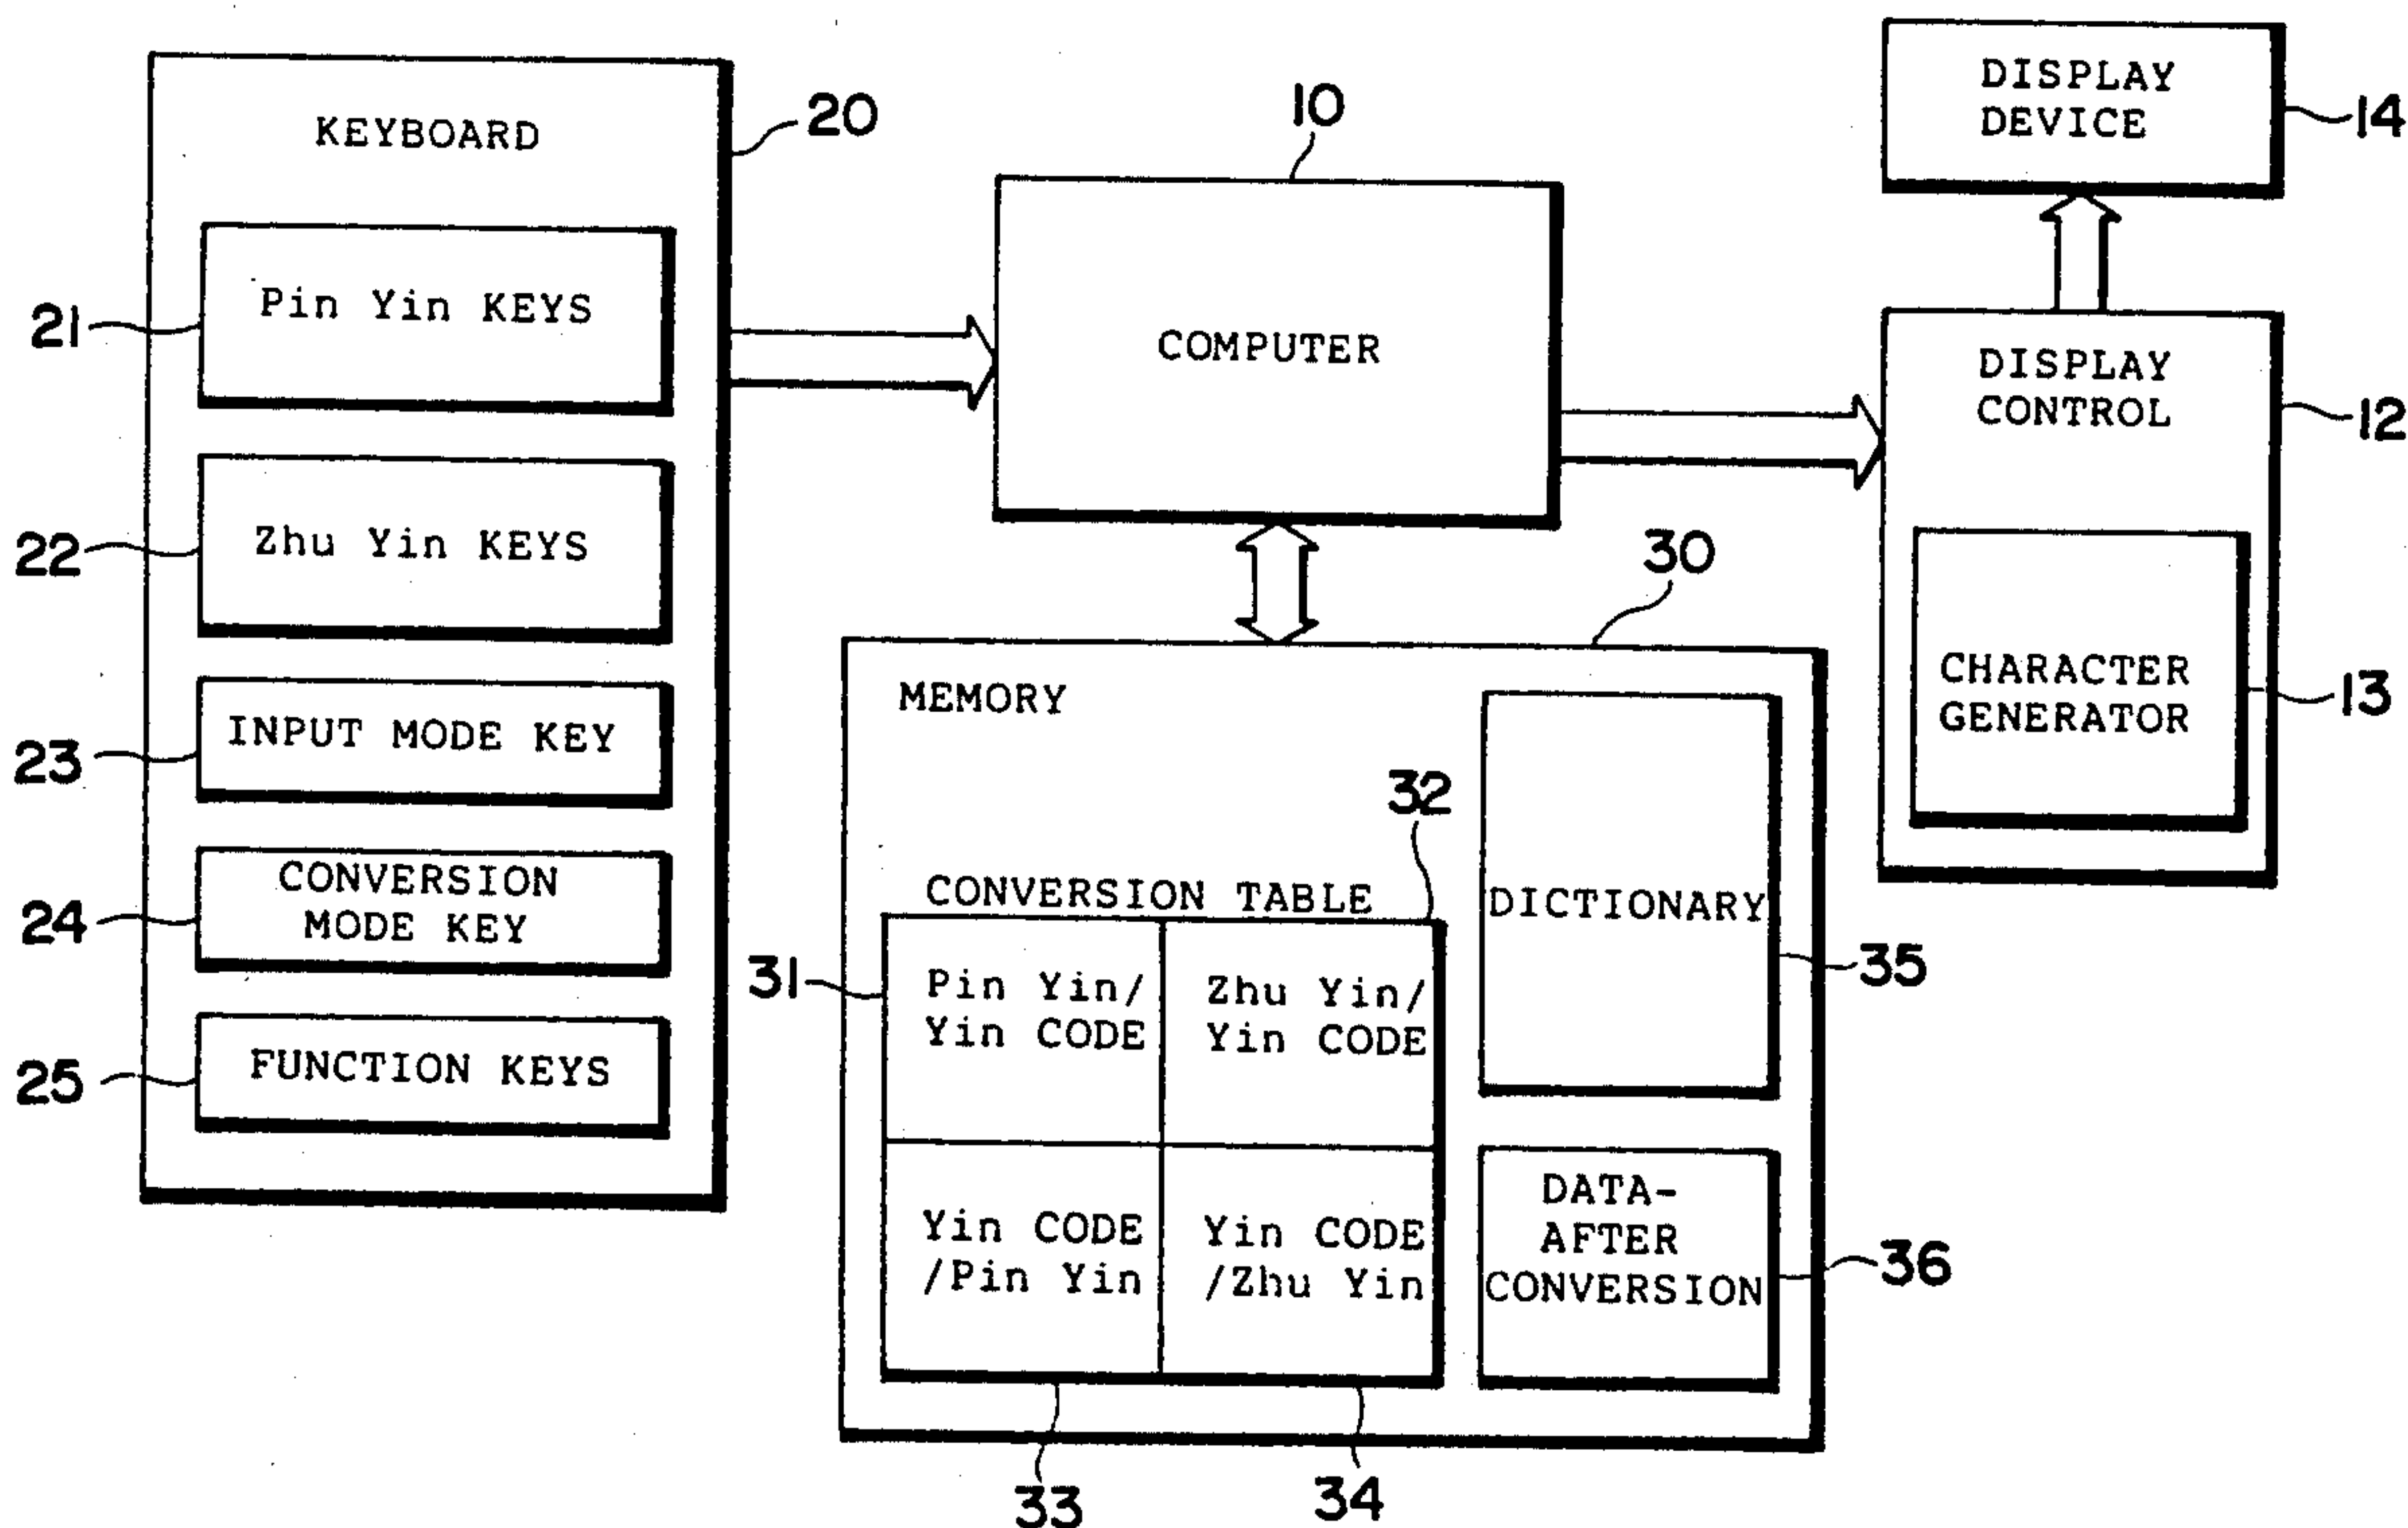 KEYBOARD
20
Pin Yin KEYS
21
Zhu Yin KEYS
22
INPUT MODE KEY
23
CONVERSION
MODE KEY
24
FUNCTION KEYS
25
10
COMPUTER
DISPLAY
DEVICE
14
DISPLAY
CONTROL
12
CHARACTER
GENERATOR
13
30
MEMORY
32
CONVERSION TABLE
31
Pin Yin/
Yin CODE
Zhu Yin/
Yin CODE
Yin CODE
/Pin Yin
Yin CODE
/Zhu Yin
33
34
DICTIONARY
35
DATA-
AFTER
CONVERSION
36